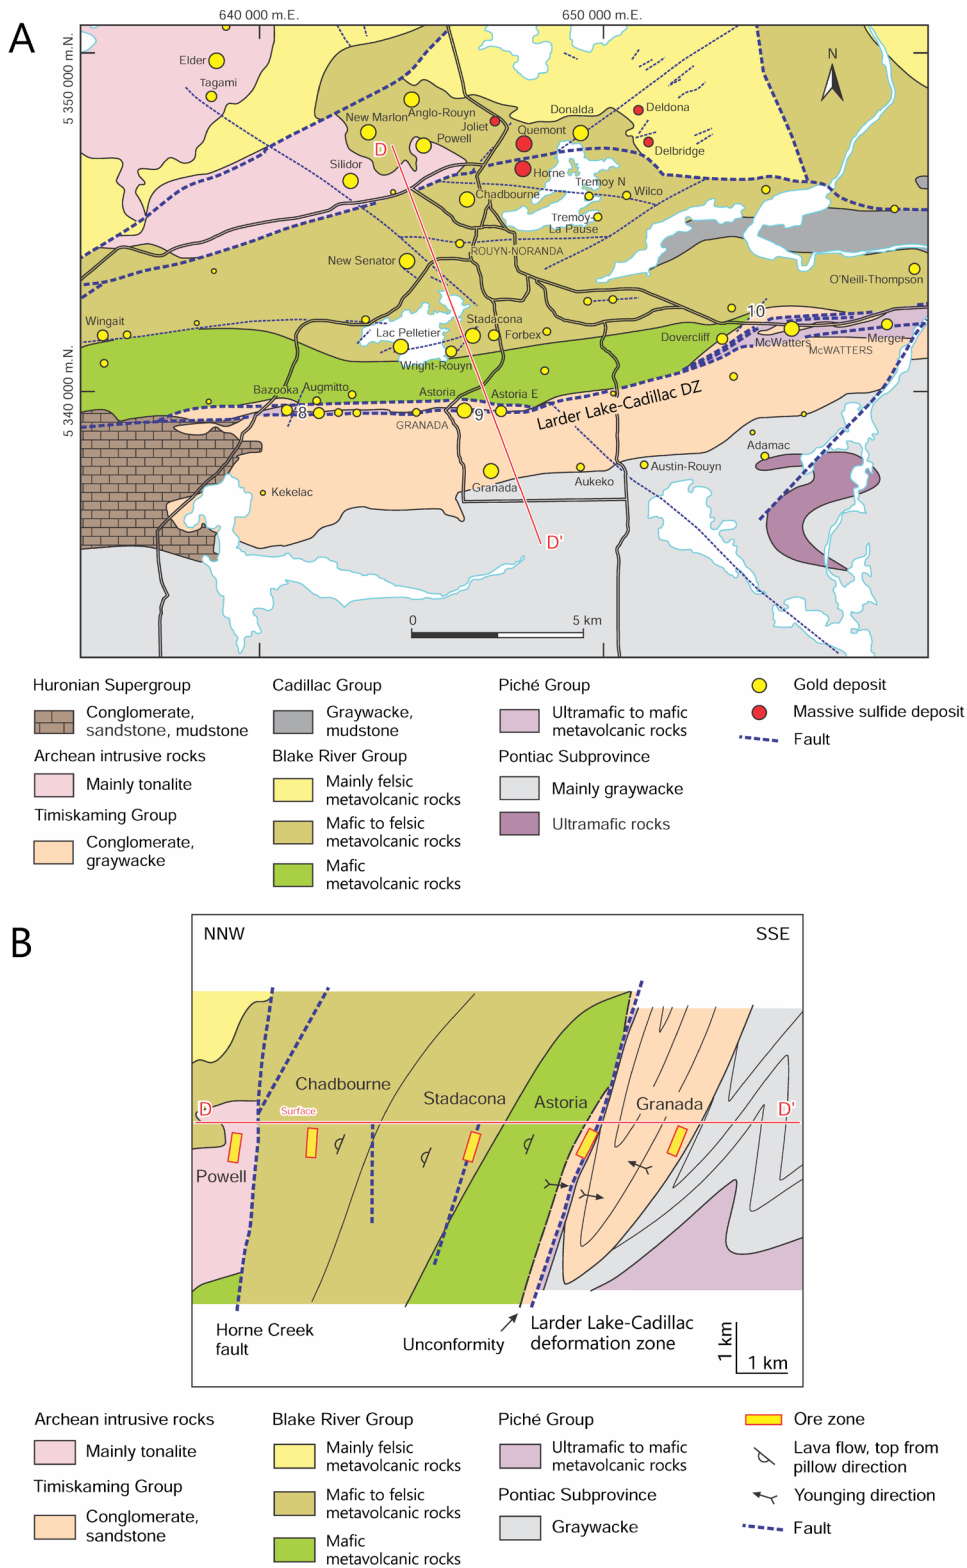 A
640 000 m.E.
650 000 m.E.
5 350 000 m.N.
5 340 000 m.N.
N
Elder
Tagami
New Marlon
Anglo-Rouyn
Joliet
Powell
D
Silidor
Donalda
Quemont
Deldona
Delbridge
Horne
Tremoy N
Wilco
Chadbourne
Tremoy-
La Pause
ROUYN-NORANDA
New Senator
O'Neill-Thompson
Wingait
Stadacona
Lac Pelletier
Forbex
Wright-Rouyn
10
Dovercliff
McWatters
Merger
McWATTERS
Bazooka
Augmitto
Astoria
Astoria E
8
9
GRANADA
Larder Lake-Cadillac DZ
Adamac
Kekelac
Granada
Aukeko
Austin-Rouyn
D'
0
5 km
Huronian Supergroup
Conglomerate,
sandstone, mudstone
Archean intrusive rocks
Mainly tonalite
Timiskaming Group
Conglomerate,
graywacke
Cadillac Group
Graywacke,
mudstone
Blake River Group
Mainly felsic
metavolcanic rocks
Mafic to felsic
metavolcanic rocks
Mafic
metavolcanic rocks
Piché Group
Ultramafic to mafic
metavolcanic rocks
Pontiac Subprovince
Mainly graywacke
Ultramafic rocks
Gold deposit
Massive sulfide deposit
Fault
B
NNW
SSE
Chadbourne
Stadacona
Astoria
Granada
D
Surface
D'
Powell
Horne Creek
fault
Unconformity
Larder Lake-Cadillac
deformation zone
1 km
1 km
Archean intrusive rocks
Mainly tonalite
Timiskaming Group
Conglomerate,
sandstone
Blake River Group
Mainly felsic
metavolcanic rocks
Mafic to felsic
metavolcanic rocks
Mafic
metavolcanic rocks
Piché Group
Ultramafic to mafic
metavolcanic rocks
Pontiac Subprovince
Graywacke
Ore zone
Lava flow, top from
pillow direction
Younging direction
Fault